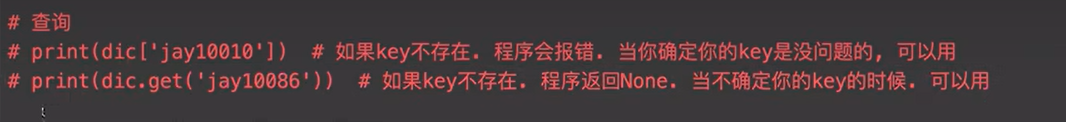 # 查询
# print(dic['jay10010'])  # 如果key不存在. 程序会报错. 当你确定你的key是没问题的, 可以用
# print(dic.get('jay10086'))  # 如果key不存在. 程序返回None. 当不确定你的key的时候. 可以用